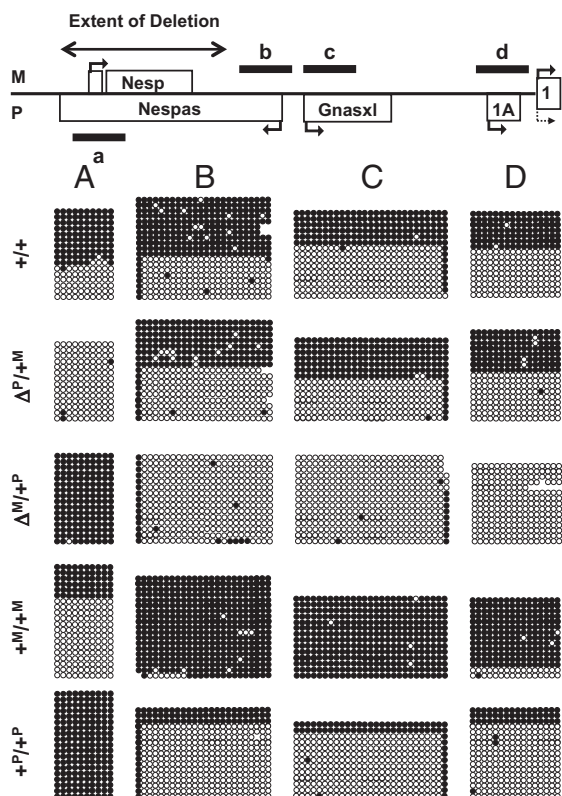 Extent of Deletion
b c d
M Nesp 1
P Nespas Gnasxl 1A
a
A B C D
+/+
Δᴾ/+ᴹ
Δᴹ/+ᴾ
+ᴹ/+ᴹ
+ᴾ/+ᴾ